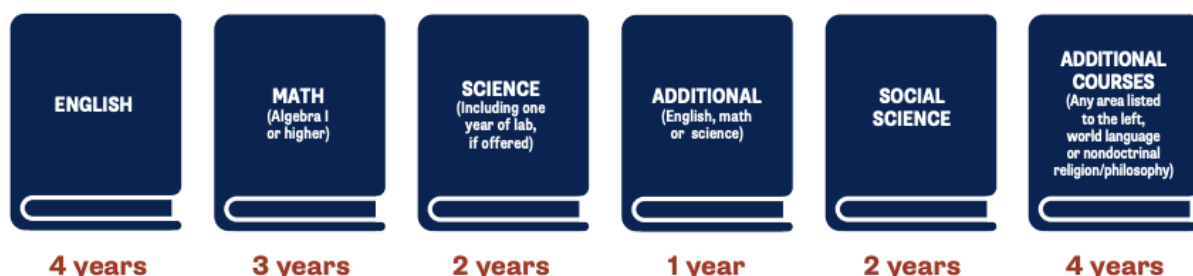 ENGLISH
4 years
MATH
(Algebra I
or higher)
3 years
SCIENCE
(Including one
year of lab,
if offered)
2 years
ADDITIONAL
(English, math
or science)
1 year
SOCIAL
SCIENCE
2 years
ADDITIONAL
COURSES
(Any area listed
to the left,
world language
or nondoctrinal
religion/philosophy)
4 years